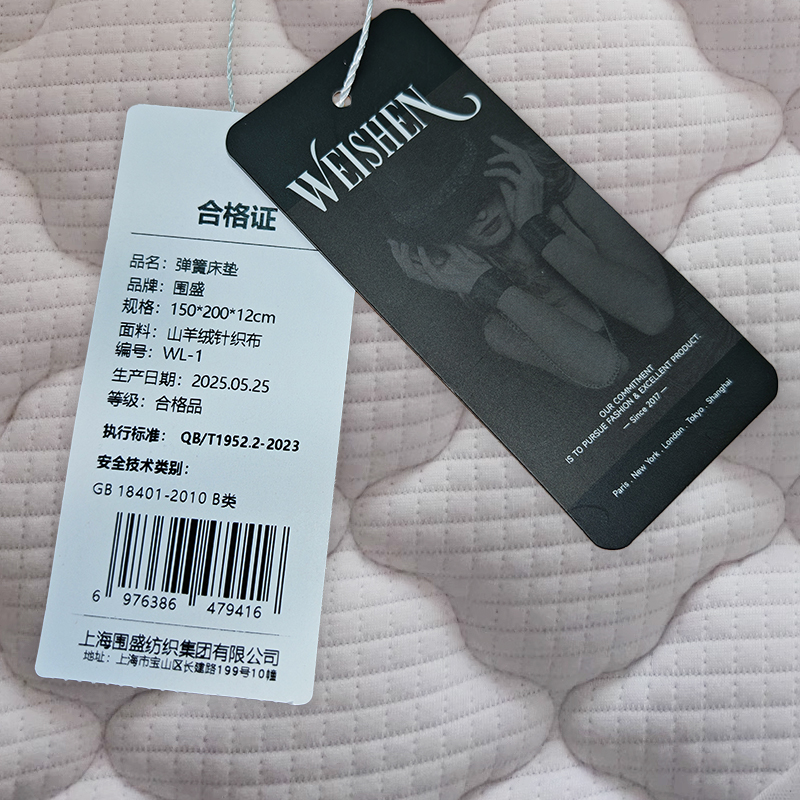 合格证
品名：弹簧床垫
品牌：围盛
规格：150*200*12cm
面料：山羊绒针织布
编号：WL-1
生产日期：2025.05.25
等级：合格品
执行标准： QB/T1952.2-2023
安全技术类别：
GB 18401-2010 B类
6 976386 479416
上海围盛纺织集团有限公司
地址：上海市宝山区长建路199号10幢
WEISHEN
OUR COMMITMENT
IS TO PURSUE FASHION & EXCELLENT PRODUCT.
— Since 2017 —
Paris . New York . London . Tokyo . Shanghai